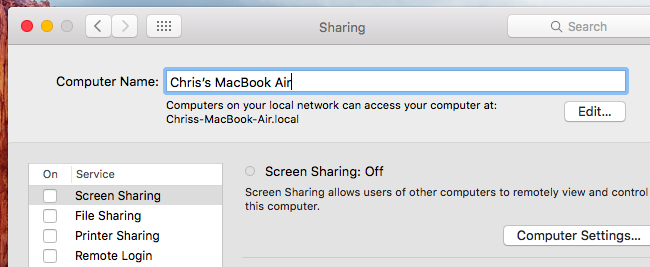 Sharing
Search
Computer Name: Chris’s MacBook Air
Computers on your local network can access your computer at:
Chriss-MacBook-Air.local
Edit...
On Service
Screen Sharing
File Sharing
Printer Sharing
Remote Login
Screen Sharing: Off
Screen Sharing allows users of other computers to remotely view and control
this computer.
Computer Settings...